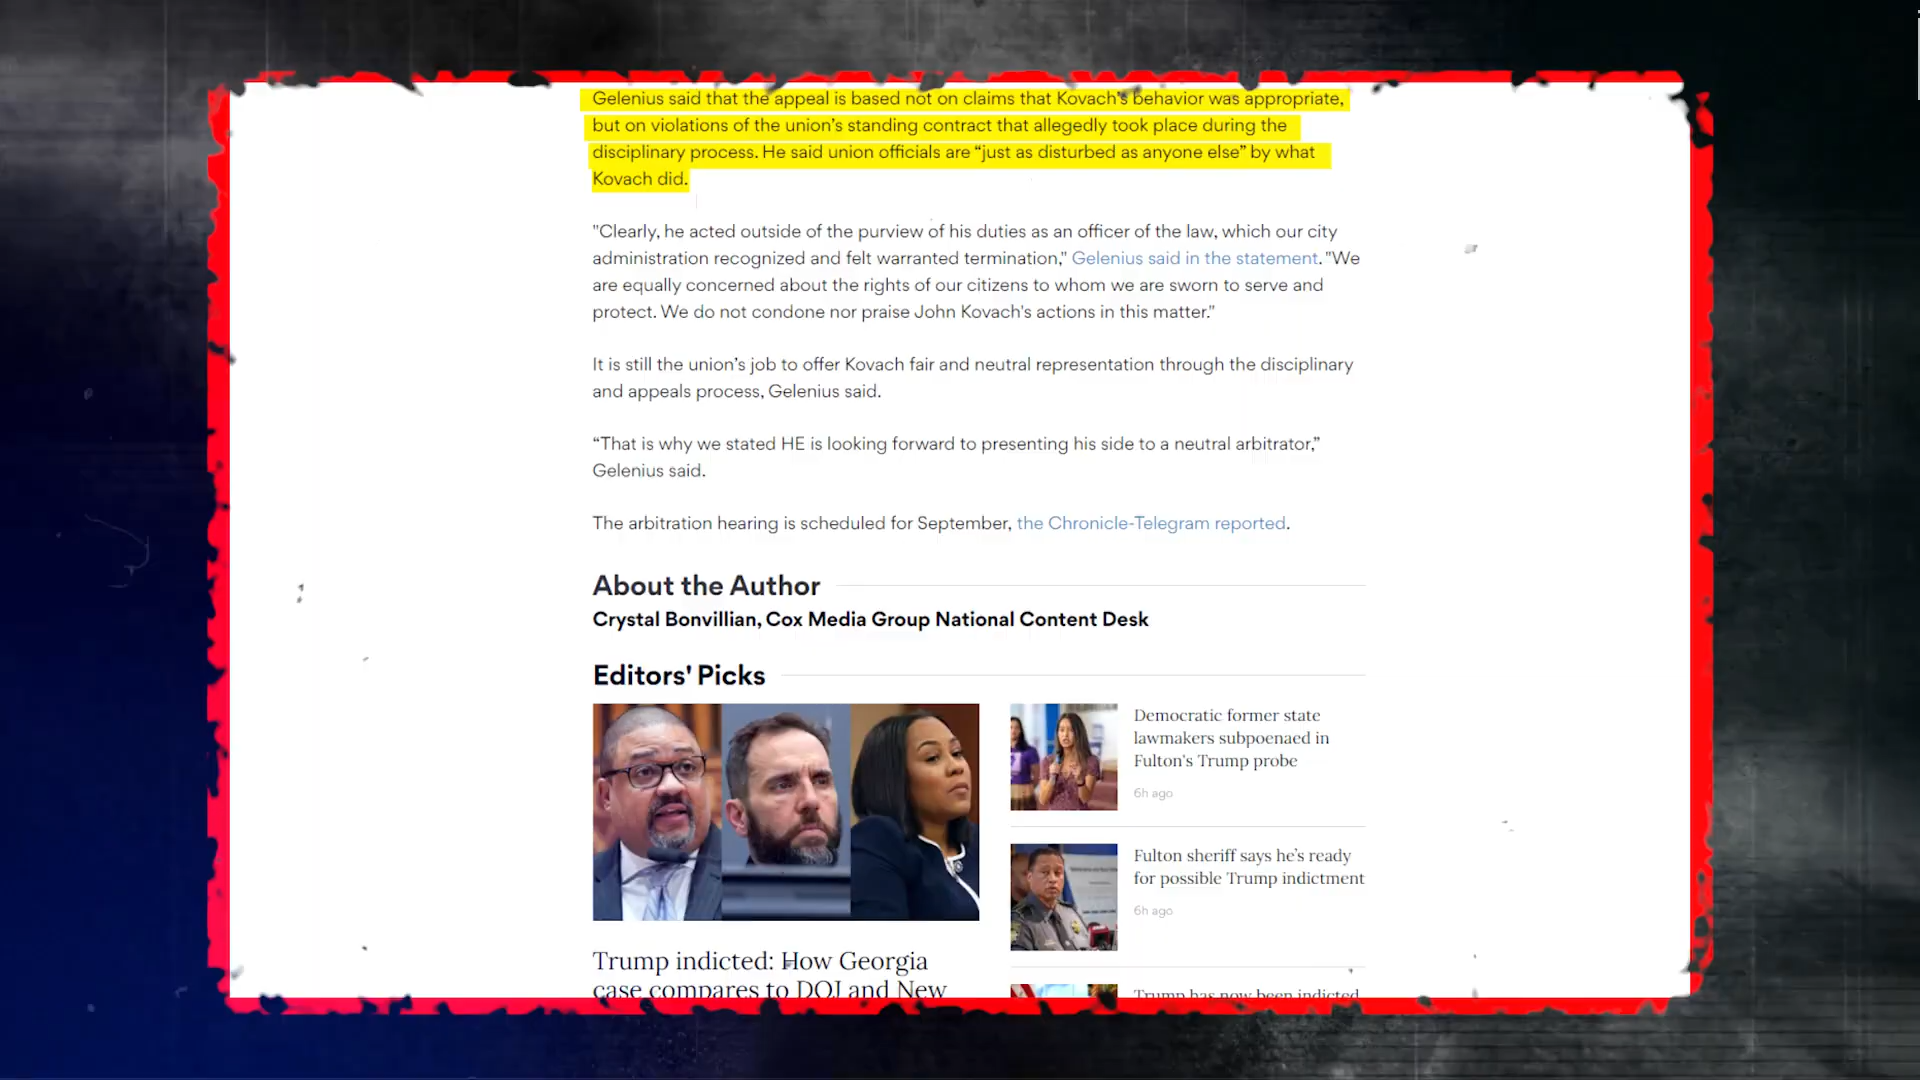 Gelenius said that the appeal is based not on claims that Kovach's behavior was appropriate,
but on violations of the union’s standing contract that allegedly took place during the
disciplinary process. He said union officials are “just as disturbed as anyone else” by what
Kovach did.
"Clearly, he acted outside of the purview of his duties as an officer of the law, which our city
administration recognized and felt warranted termination," Gelenius said in the statement. "We
are equally concerned about the rights of our citizens to whom we are sworn to serve and
protect. We do not condone nor praise John Kovach's actions in this matter."
It is still the union’s job to offer Kovach fair and neutral representation through the disciplinary
and appeals process, Gelenius said.
“That is why we stated HE is looking forward to presenting his side to a neutral arbitrator,”
Gelenius said.
The arbitration hearing is scheduled for September, the Chronicle-Telegram reported.
About the Author
Crystal Bonvillian, Cox Media Group National Content Desk
Editors' Picks
Trump indicted: How Georgia
case compares to DOJ and New
Democratic former state
lawmakers subpoenaed in
Fulton's Trump probe
6h ago
Fulton sheriff says he’s ready
for possible Trump indictment
6h ago
Trump has now been indicted